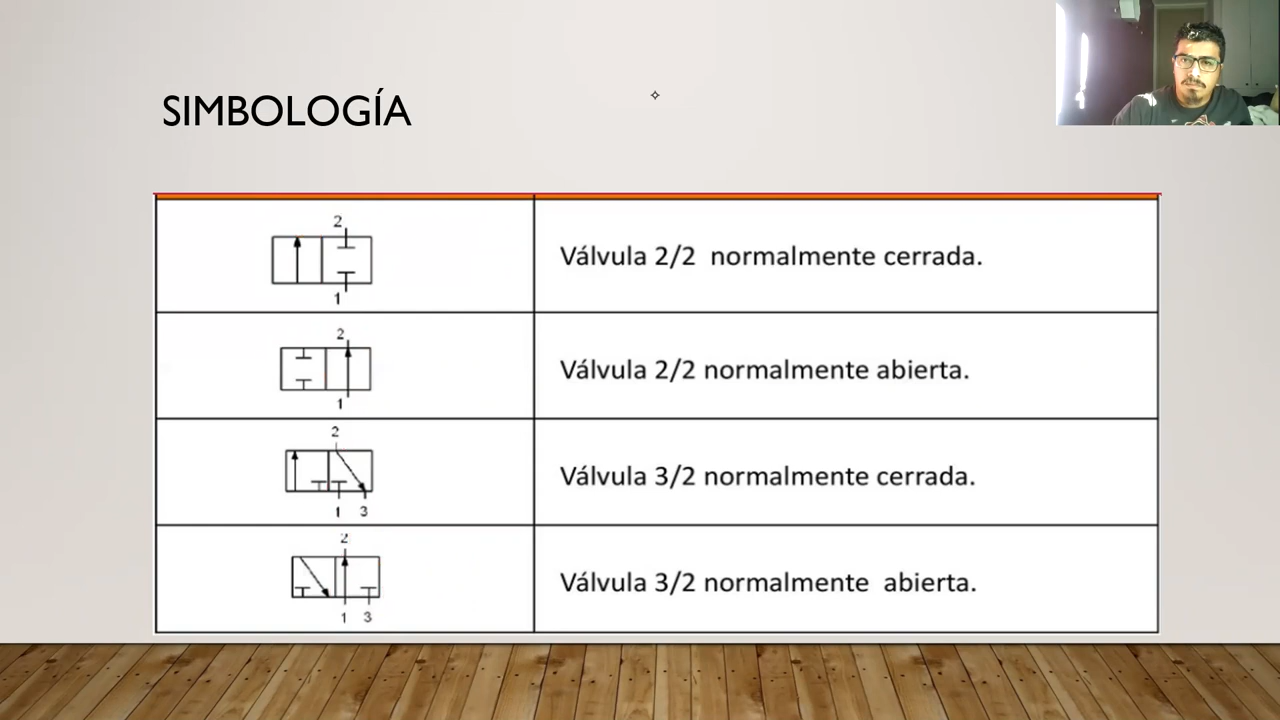 SIMBOLOGÍA
2
1
Válvula 2/2 normalmente cerrada.
2
1
Válvula 2/2 normalmente abierta.
2
1 3
Válvula 3/2 normalmente cerrada.
2
1 3
Válvula 3/2 normalmente abierta.